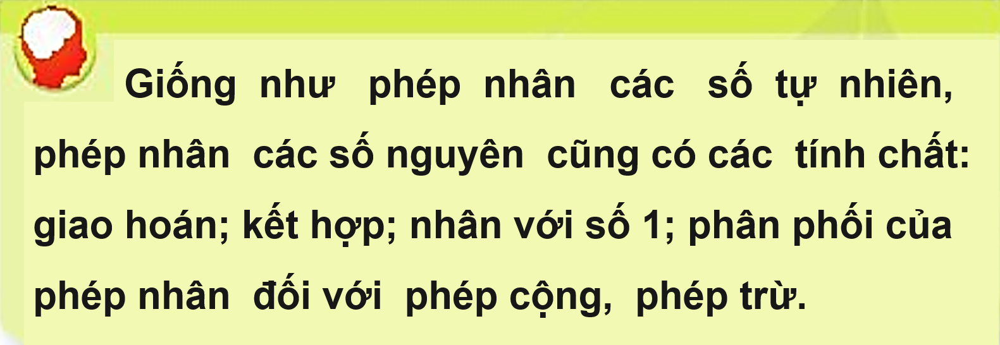 Giống như phép nhân các số tự nhiên,
phép nhân các số nguyên cũng có các tính chất:
giao hoán; kết hợp; nhân với số 1; phân phối của
phép nhân đối với phép cộng, phép trừ.